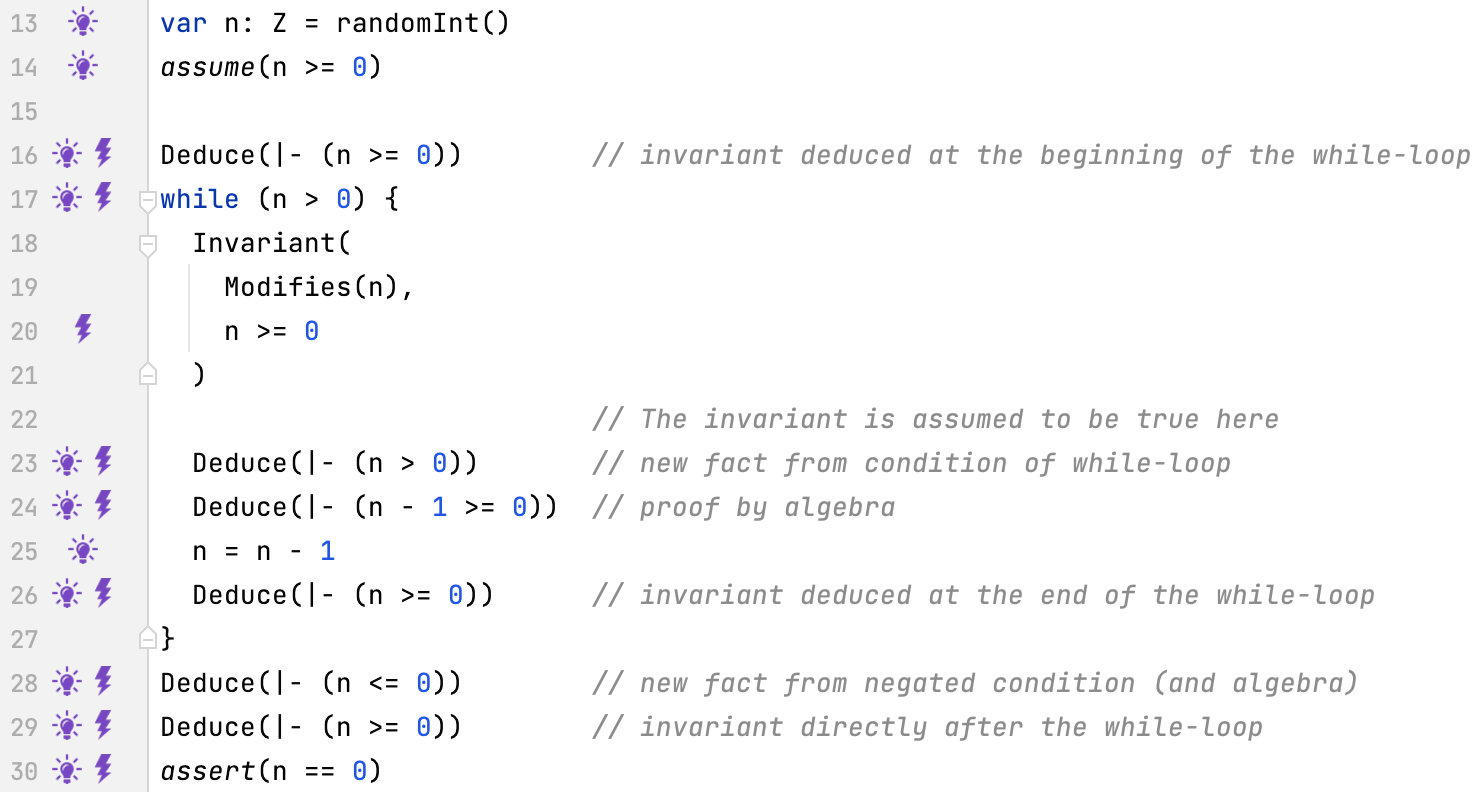 13 var n: Z = randomInt()
14 assume(n >= 0)
15
16 Deduce(|- (n >= 0)) // invariant deduced at the beginning of the while-loop
17 while (n > 0) {
18 Invariant(
19 Modifies(n),
20 n >= 0
21 )
22 // The invariant is assumed to be true here
23 Deduce(|- (n > 0)) // new fact from condition of while-loop
24 Deduce(|- (n - 1 >= 0)) // proof by algebra
25 n = n - 1
26 Deduce(|- (n >= 0)) // invariant deduced at the end of the while-loop
27 }
28 Deduce(|- (n <= 0)) // new fact from negated condition (and algebra)
29 Deduce(|- (n >= 0)) // invariant directly after the while-loop
30 assert(n == 0)